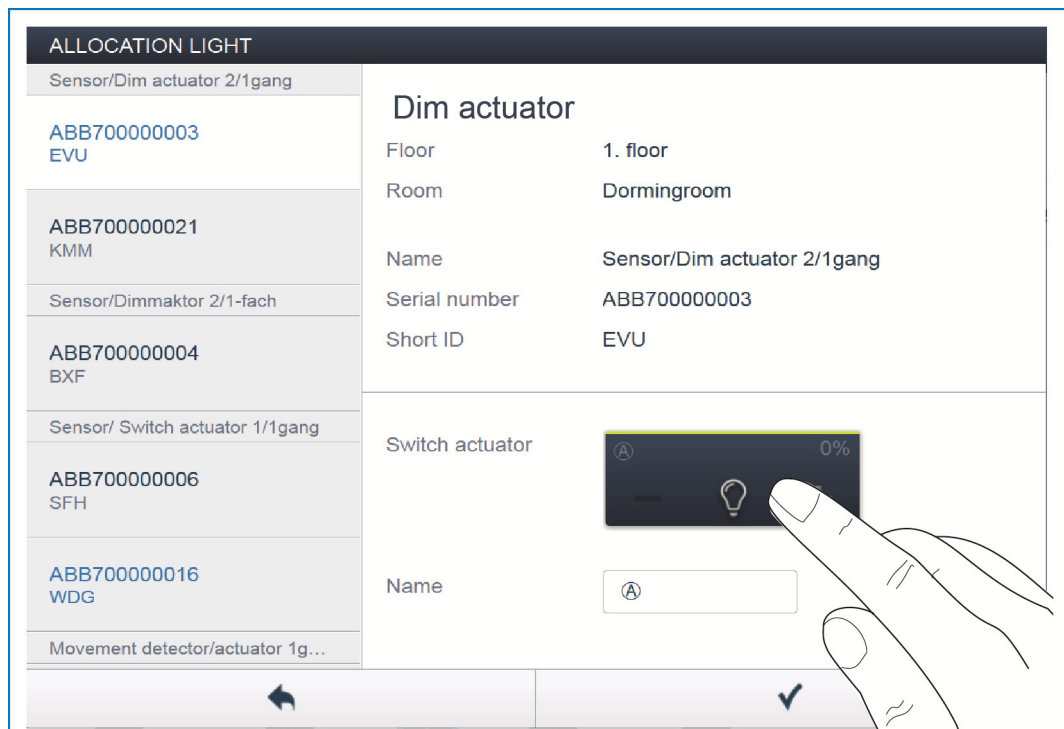 ALLOCATION LIGHT
Sensor/Dim actuator 2/1gang
ABB700000003
EVU
ABB700000021
KMM
Sensor/Dimmaktor 2/1-fach
ABB700000004
BXF
Sensor/ Switch actuator 1/1gang
ABB700000006
SFH
ABB700000016
WDG
Movement detector/actuator 1g...
Dim actuator
Floor 1. floor
Room Dormingroom
Name Sensor/Dim actuator 2/1gang
Serial number ABB700000003
Short ID EVU
Switch actuator
Ⓐ 0%
Name Ⓐ